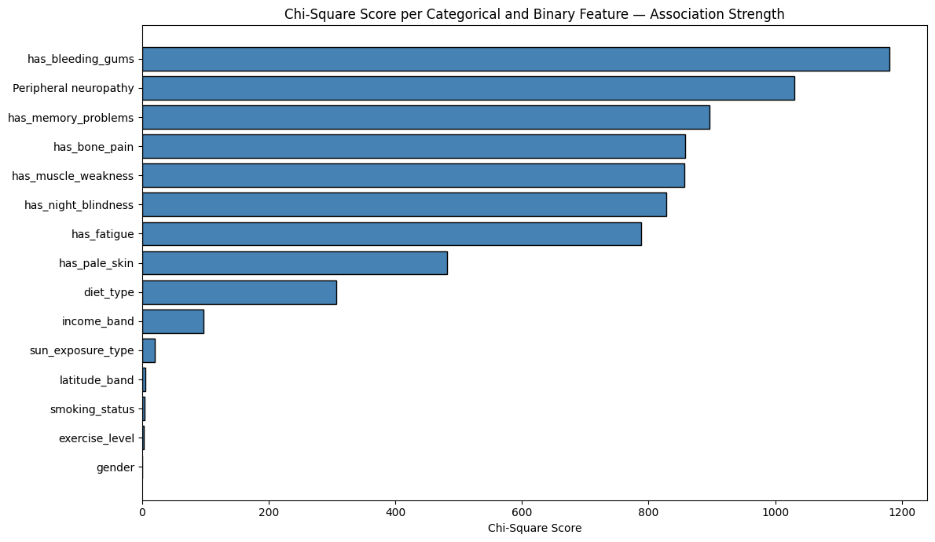 Chi-Square Score per Categorical and Binary Feature — Association Strength
has_bleeding_gums
Peripheral neuropathy
has_memory_problems
has_bone_pain
has_muscle_weakness
has_night_blindness
has_fatigue
has_pale_skin
diet_type
income_band
sun_exposure_type
latitude_band
smoking_status
exercise_level
gender
0 200 400 600 800 1000 1200
Chi-Square Score